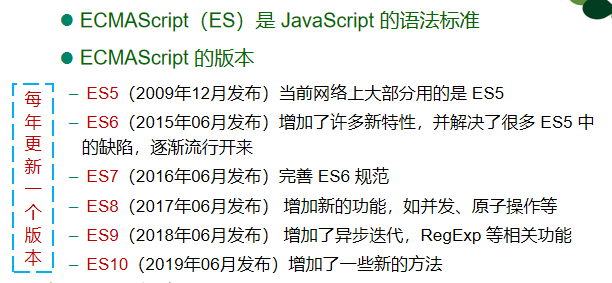 ● ECMAScript（ES）是 JavaScript 的语法标准
● ECMAScript 的版本
每年更新一个版本
– ES5（2009年12月发布）当前网络上大部分用的是 ES5
– ES6（2015年06月发布）增加了许多新特性，并解决了很多 ES5 中
的缺陷，逐渐流行开来
– ES7（2016年06月发布）完善 ES6 规范
– ES8（2017年06月发布） 增加新的功能，如并发、原子操作等
– ES9（2018年06月发布） 增加了异步迭代，RegExp 等相关功能
– ES10（2019年06月发布）增加了一些新的方法